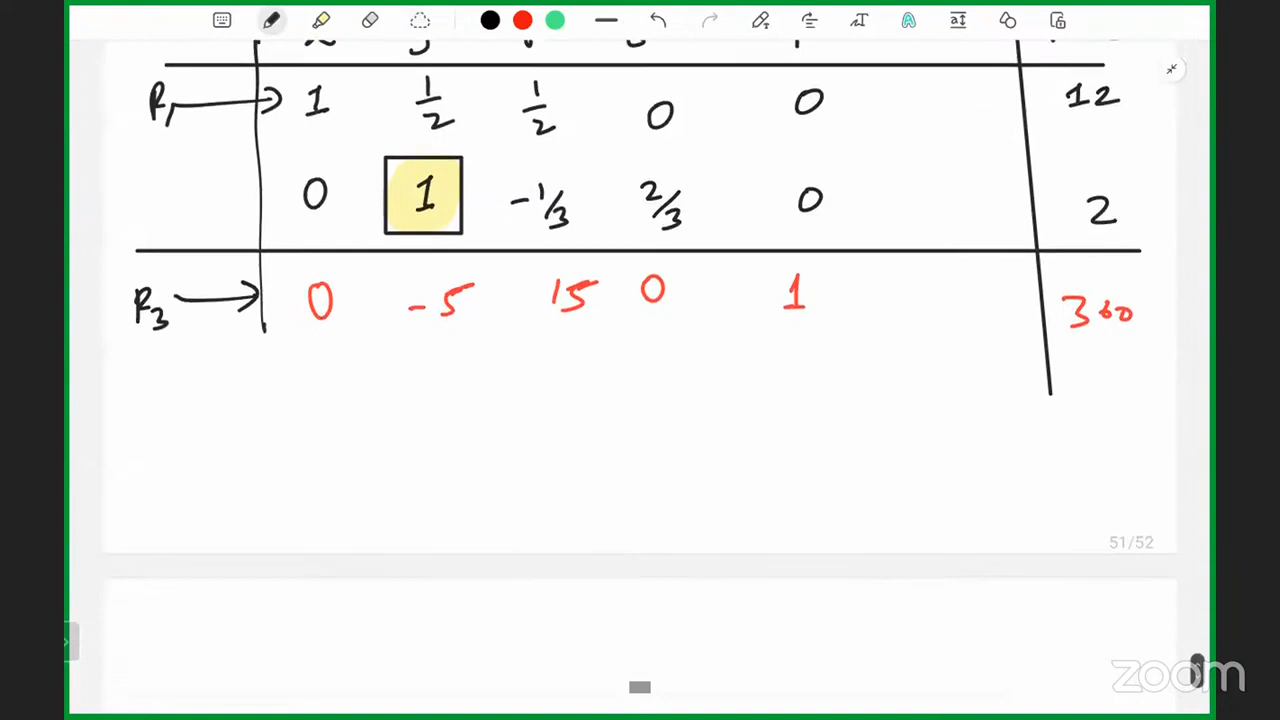 R₁ → 1 1/2 1/2 0 0 12
0 1 -1/3 2/3 0 2
R₃ → 0 -5 15 0 1 360
51/52
zoom